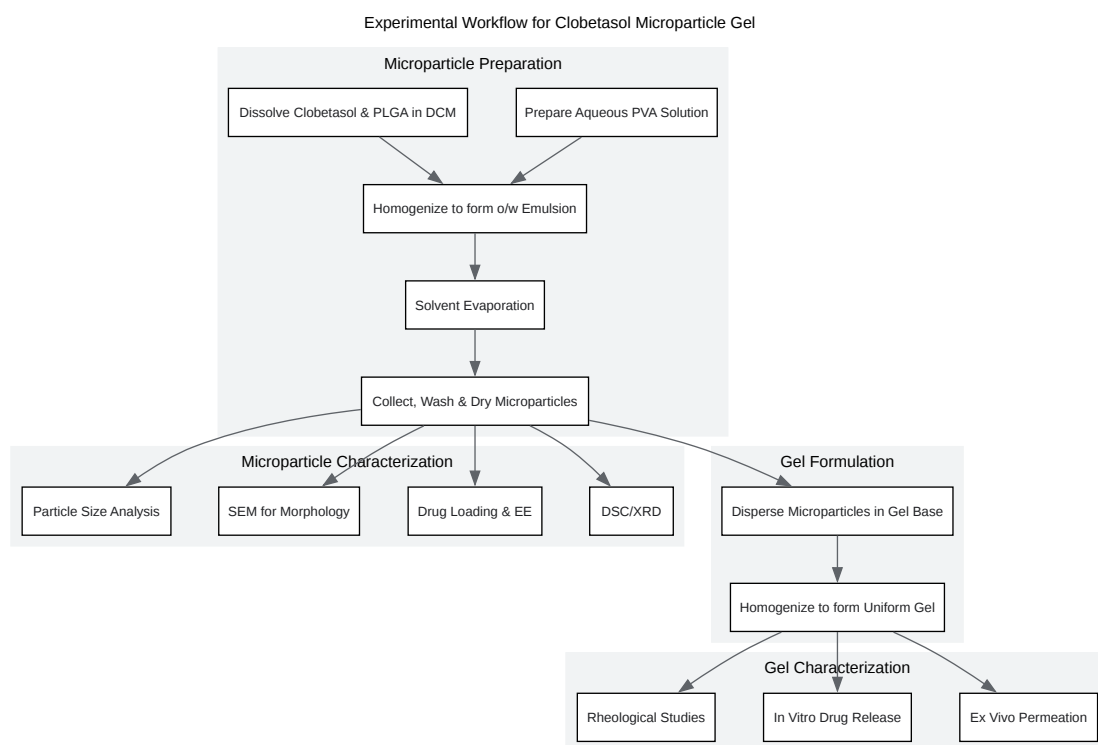 Experimental Workflow for Clobetasol Microparticle Gel
Microparticle Preparation
Dissolve Clobetasol & PLGA in DCM
Prepare Aqueous PVA Solution
Homogenize to form o/w Emulsion
Solvent Evaporation
Collect, Wash & Dry Microparticles
Microparticle Characterization
Particle Size Analysis
SEM for Morphology
Drug Loading & EE
DSC/XRD
Gel Formulation
Disperse Microparticles in Gel Base
Homogenize to form Uniform Gel
Gel Characterization
Rheological Studies
In Vitro Drug Release
Ex Vivo Permeation